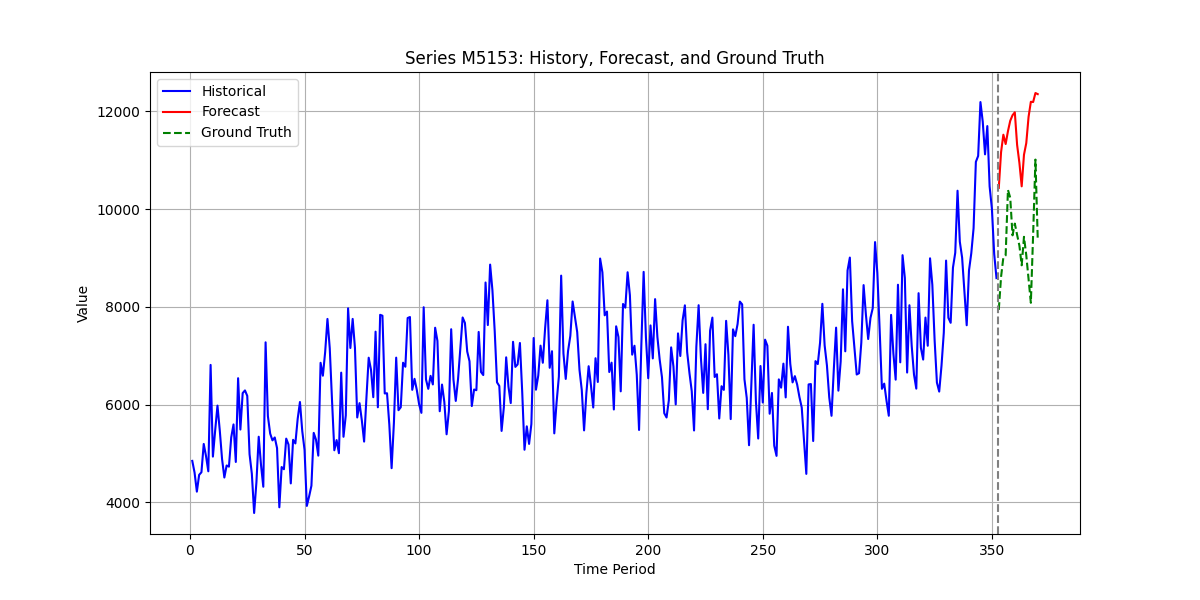 Series M5153: History, Forecast, and Ground Truth
Historical
Forecast
Ground Truth
12000
10000
8000
6000
4000
Value
0 50 100 150 200 250 300 350
Time Period